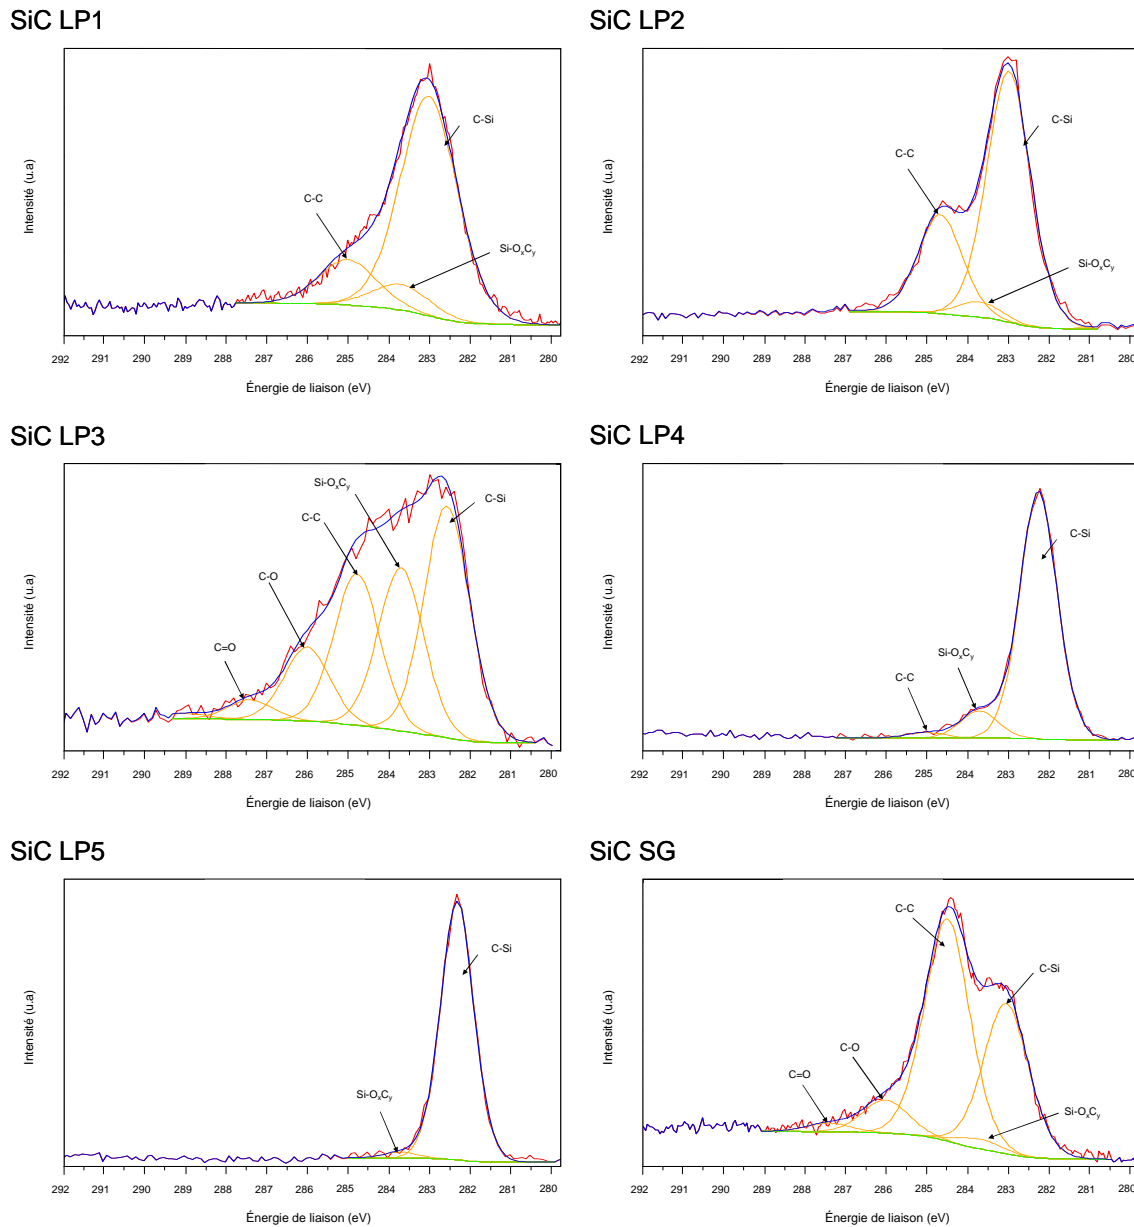 SiC LP1
SiC LP2
C-Si
C-C
Si-OxCy
Intensité (u.a)
292 291 290 289 288 287 286 285 284 283 282 281 280
Énergie de liaison (eV)
C-Si
C-C
Si-OxCy
Intensité (u.a)
292 291 290 289 288 287 286 285 284 283 282 281 280
Énergie de liaison (eV)
SiC LP3
SiC LP4
Si-OxCy
C-Si
C-C
C-O
C=O
Intensité (u.a)
292 291 290 289 288 287 286 285 284 283 282 281 280
Énergie de liaison (eV)
C-Si
Si-OxCy
C-C
Intensité (u.a)
292 291 290 289 288 287 286 285 284 283 282 281 280
Énergie de liaison (eV)
SiC LP5
SiC SG
C-Si
Si-OxCy
Intensité (u.a)
292 291 290 289 288 287 286 285 284 283 282 281 280
Énergie de liaison (eV)
C-C
C-Si
C-O
C=O
Si-OxCy
Intensité (u.a)
292 291 290 289 288 287 286 285 284 283 282 281 280
Énergie de liaison (eV)